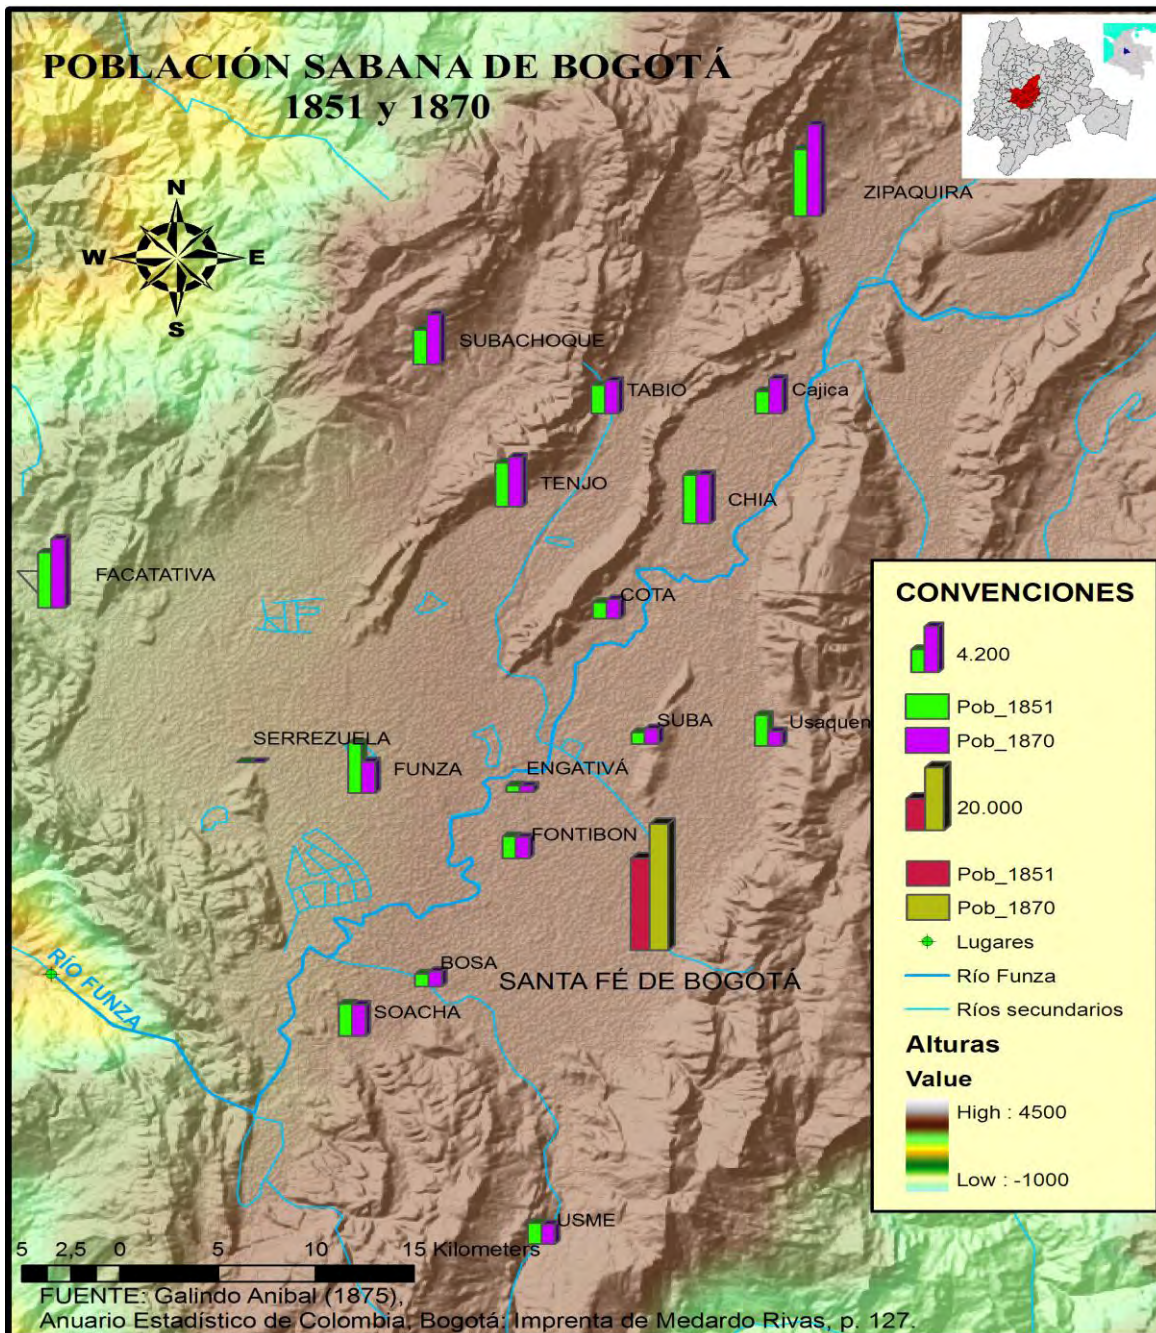 POBLACIÓN SABANA DE BOGOTÁ
1851 y 1870
N
W
E
S
ZIPAQUIRA
SUBACHOQUE
TABIO
Cajica
TENJO
CHIA
FACATATIVA
COTA
SUBA
Usaquen
SERREZUELA
FUNZA
ENGATIVÁ
FONTIBON
BOSA
SANTA FÉ DE BOGOTÁ
SOACHA
RÍO FUNZA
USME
CONVENCIONES
4.200
Pob_1851
Pob_1870
20.000
Pob_1851
Pob_1870
Lugares
Río Funza
Ríos secundarios
Alturas
Value
High : 4500
Low : -1000
5 2,5 0 5 10 15 Kilometers
FUENTE: Galindo Anibal (1875),
Anuario Estadístico de Colombia, Bogotá: Imprenta de Medardo Rivas, p. 127.